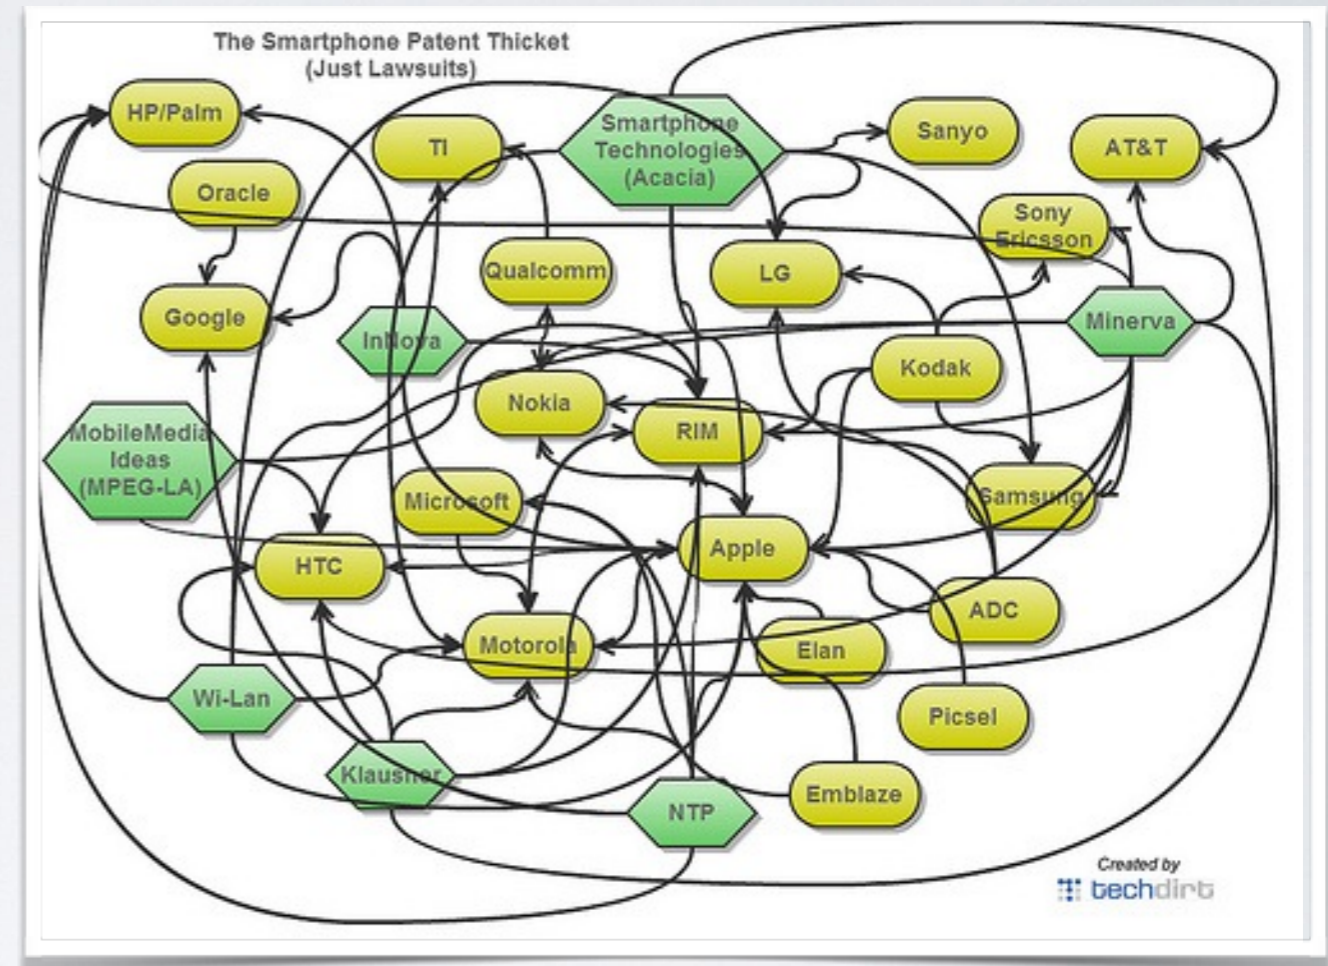 The Smartphone Patent Thicket
(Just Lawsuits)
HP/Palm
TI
Smartphone
Technologies
(Acacia)
Sanyo
AT&T
Oracle
Sony
Ericsson
Qualcomm
LG
Google
InNova
Minerva
Kodak
Nokia
RIM
MobileMedia
Ideas
(MPEG-LA)
Microsoft
Samsung
Apple
HTC
ADC
Motorola
Elan
Wi-Lan
Picsel
Klausner
Emblaze
NTP
Created by
techdirt